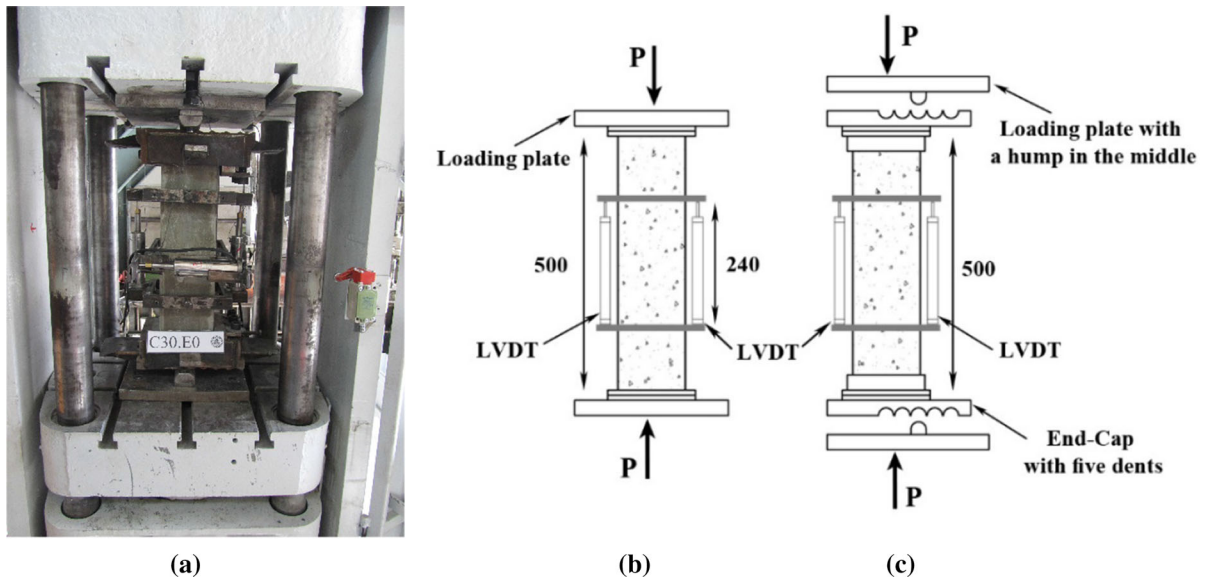 C30.E0
P
Loading plate
500
240
LVDT
LVDT
P
P
Loading plate with
a hump in the middle
500
LVDT
End-Cap
with five dents
P
(a)
(b)
(c)